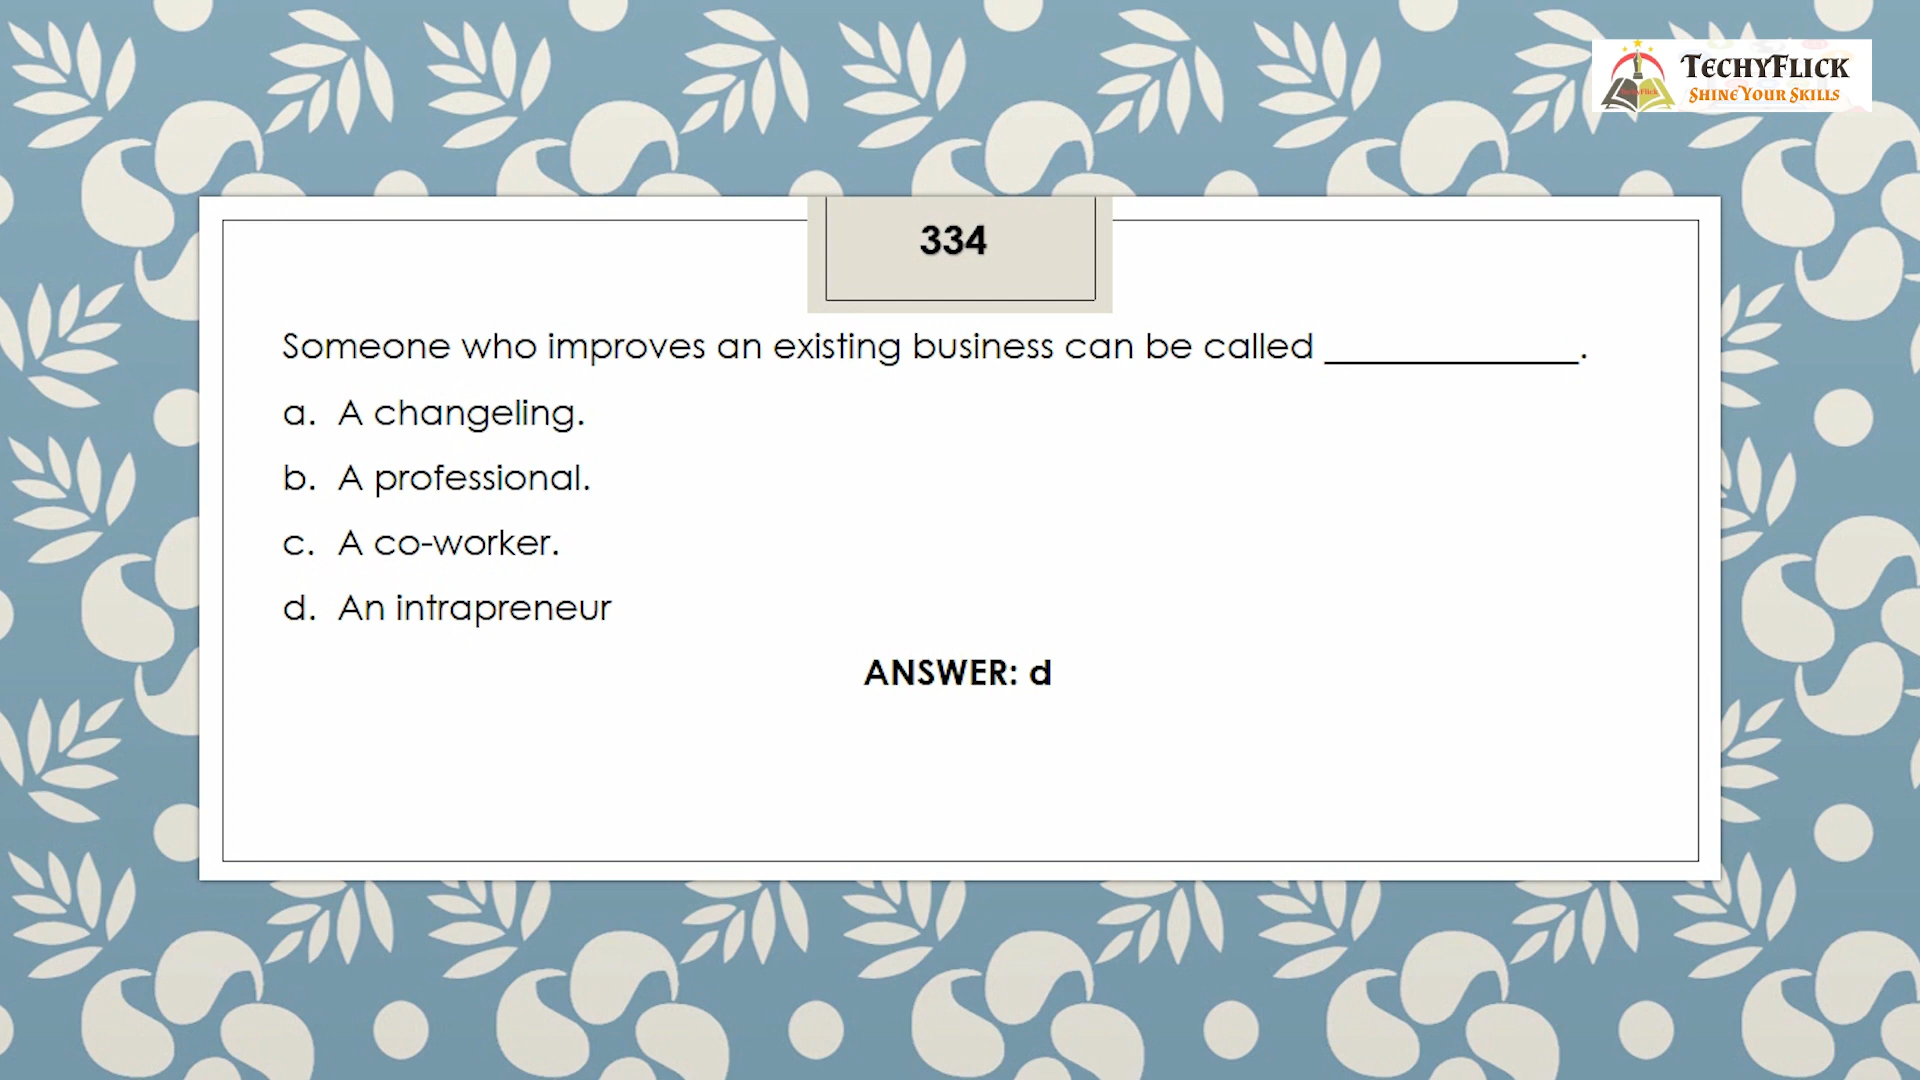 TECHYFLICK
SHINE YOUR SKILLS
334
Someone who improves an existing business can be called ______________.
a. A changeling.
b. A professional.
c. A co-worker.
d. An intrapreneur
ANSWER: d